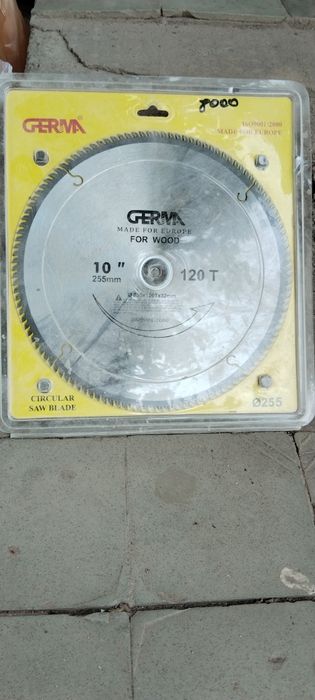 GERMA
7000
ISO9001:2000
MADE FOR EUROPE
GERMA
MADE FOR EUROPE
FOR WOOD
10 "
255mm
120 T
CIRCULAR
SAW BLADE
Ø255